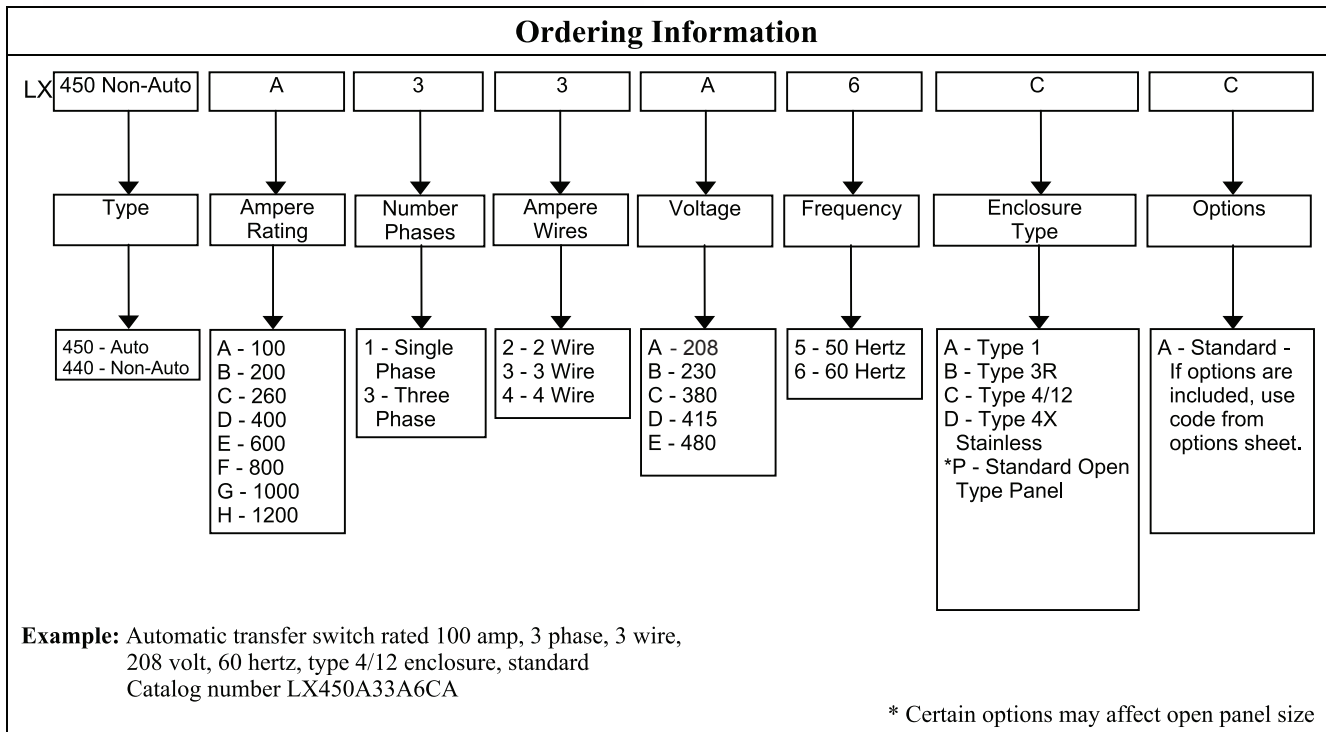 Ordering Information
LX 450 Non-Auto A 3 3 A 6 C C
Type
Ampere
Rating
Number
Phases
Ampere
Wires
Voltage
Frequency
Enclosure
Type
Options
450 - Auto
440 - Non-Auto
A - 100
B - 200
C - 260
D - 400
E - 600
F - 800
G - 1000
H - 1200
1 - Single
Phase
3 - Three
Phase
2 - 2 Wire
3 - 3 Wire
4 - 4 Wire
A - 208
B - 230
C - 380
D - 415
E - 480
5 - 50 Hertz
6 - 60 Hertz
A - Type 1
B - Type 3R
C - Type 4/12
D - Type 4X
Stainless
*P - Standard Open
Type Panel
A - Standard -
If options are
included, use
code from
options sheet.
Example: Automatic transfer switch rated 100 amp, 3 phase, 3 wire,
208 volt, 60 hertz, type 4/12 enclosure, standard
Catalog number LX450A33A6CA
* Certain options may affect open panel size